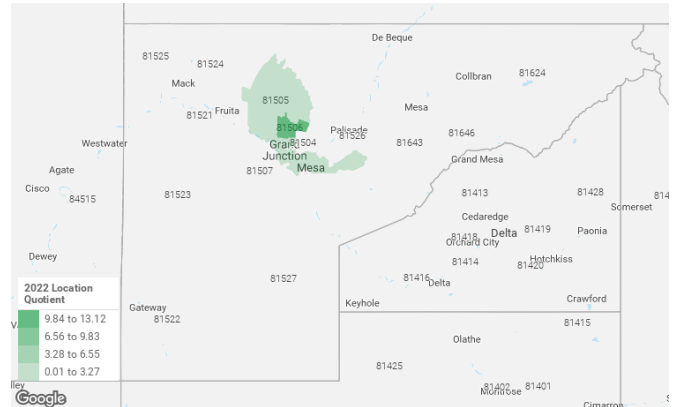 De Beque
81525
81524
Collbran
81624
Mack
81505
Mesa
81521
Fruita
81506
Palisade
81526
81646
Westwater
81504
81643
Grand
Junction
Grand Mesa
Agate
81507
Mesa
Cisco
84515
81523
81413
81428
814
Somerset
Cedaredge
81418
Delta
81419
Paonia
Orchard City
Dewey
81414
81420
Hotchkiss
81527
81416
Delta
2022 Location
Quotient
9.84 to 13.12
6.56 to 9.83
3.28 to 6.55
0.01 to 3.27
Gateway
81522
Keyhole
Crawford
81415
Olathe
81425
lley
81402
81401
Montrose
Cimarron
Google